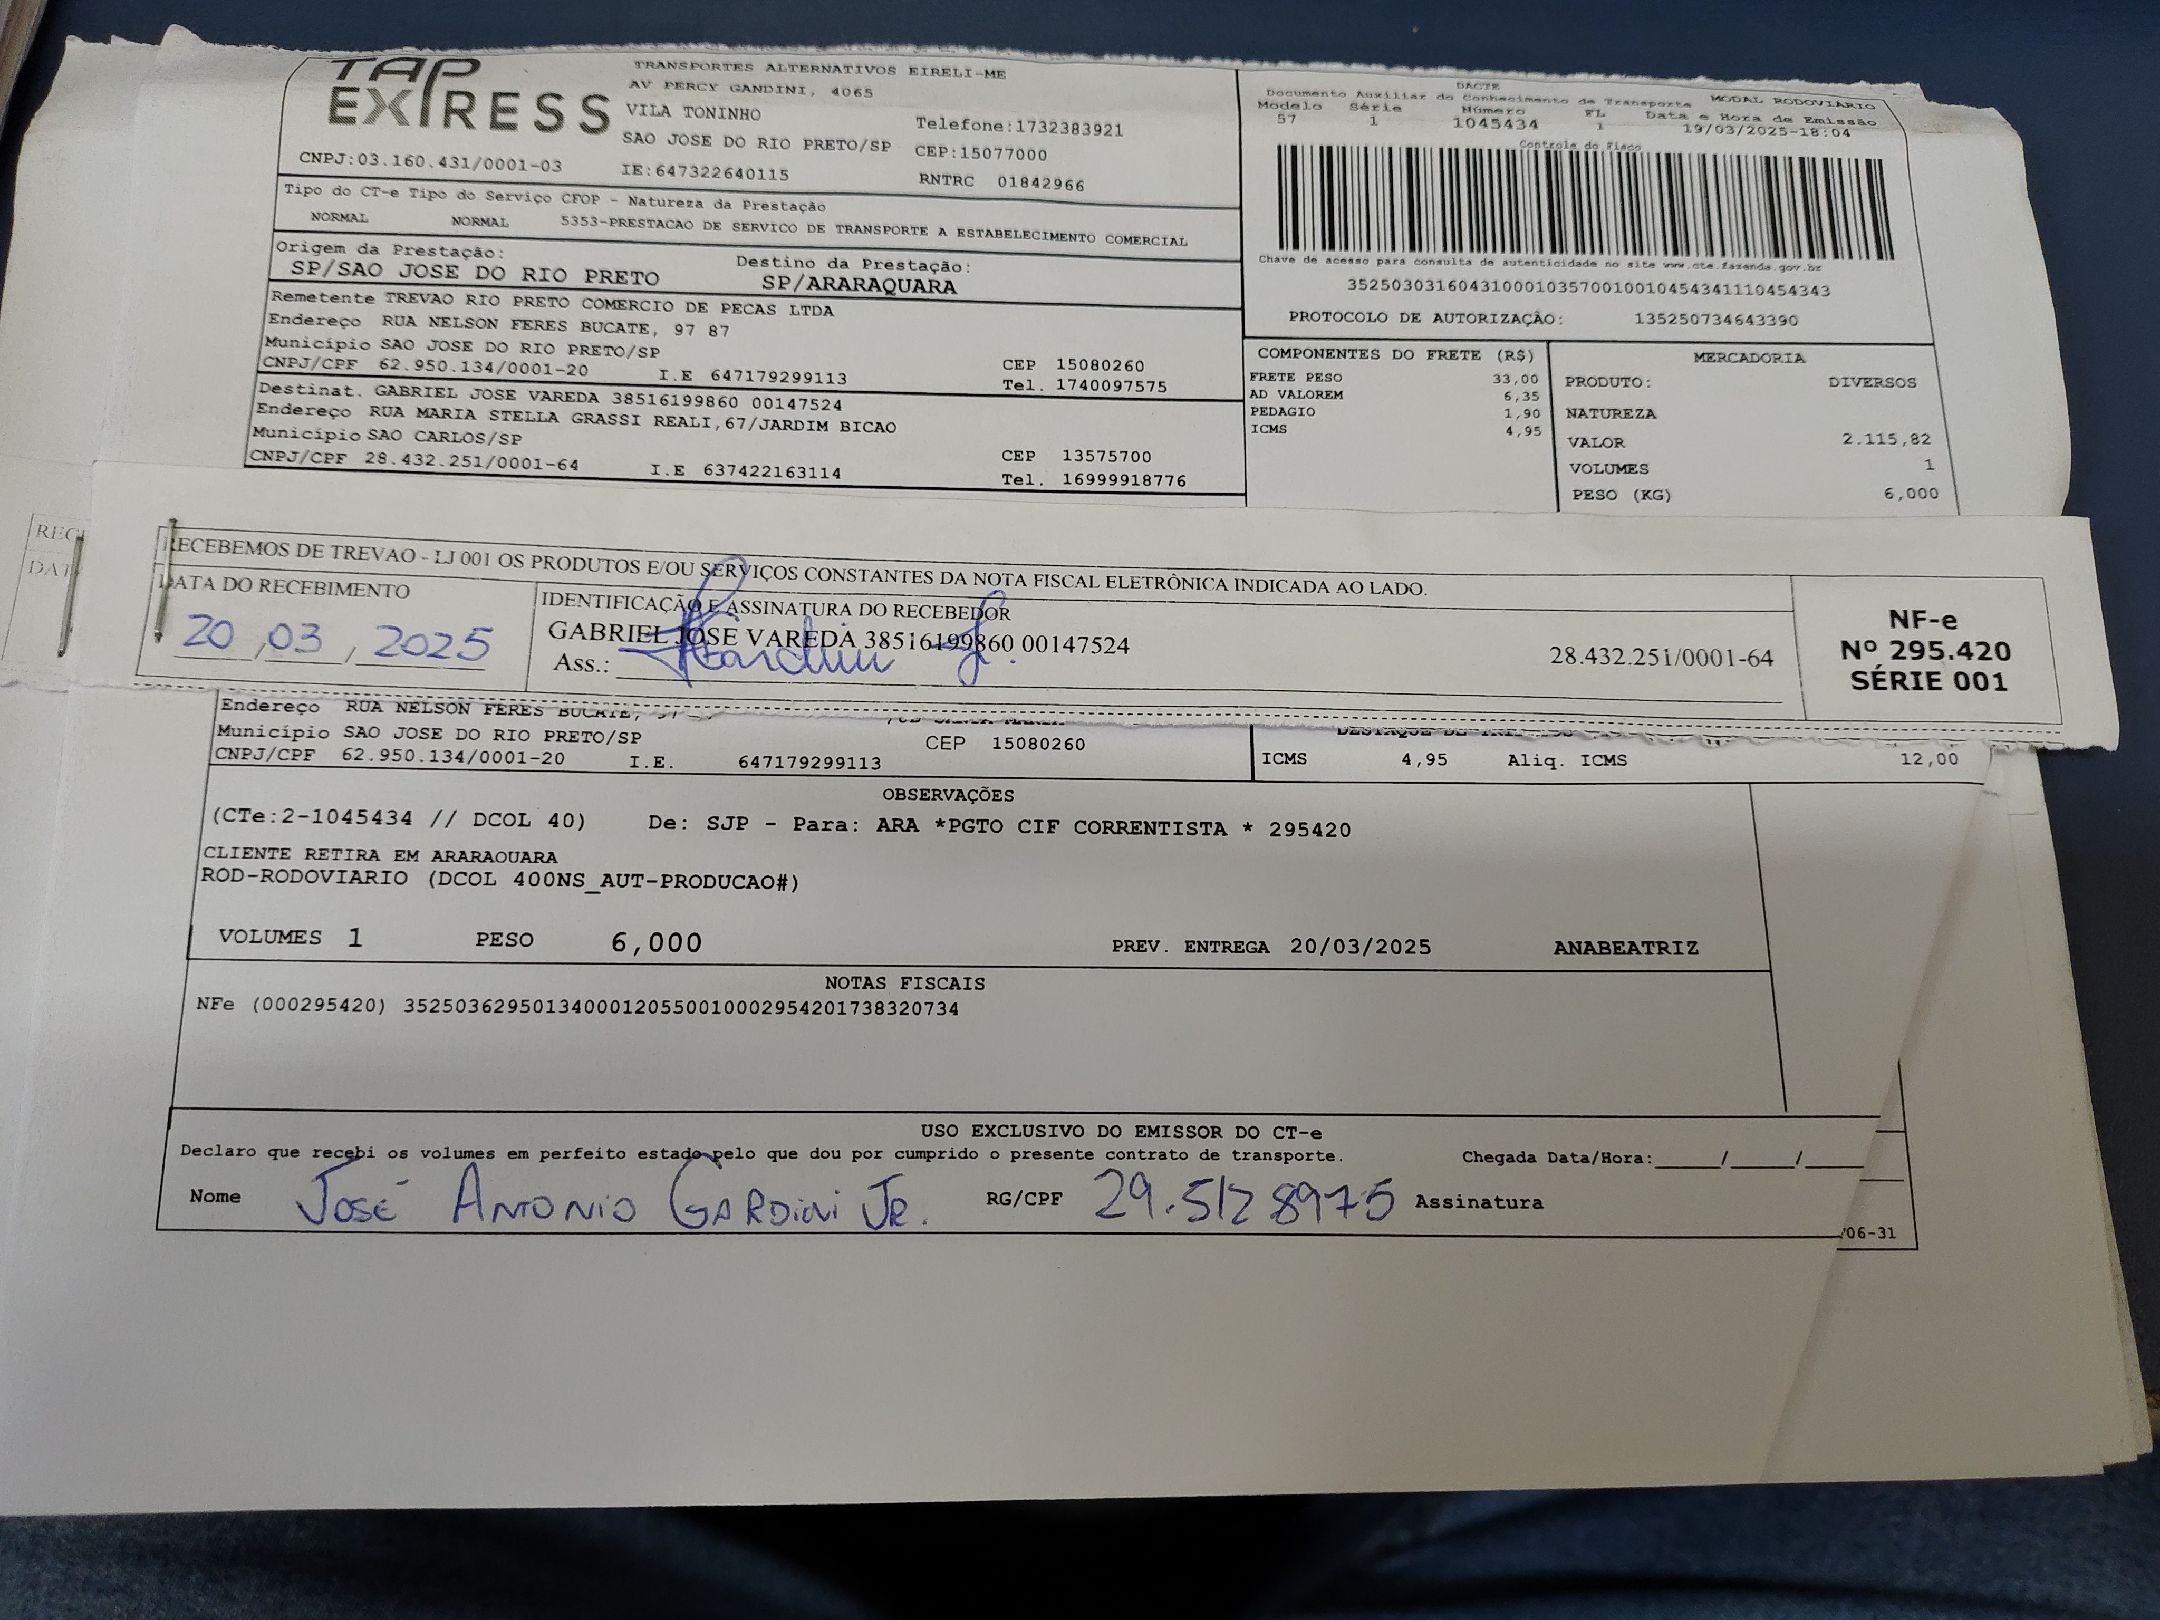 TAP
EXPRESS
TRANSPORTES ALTERNATIVOS EIRELI-ME
AV PERCY GANDINI, 4065
VILA TONINHO
Telefone:1732383921
SAO JOSE DO RIO PRETO/SP CEP:15077000
CNPJ:03.160.431/0001-03 IE:647322640115 RNTRC 01842966
DACTE
Documento Auxiliar do Conhecimento de Transporte MODAL RODOVIÁRIO
Modelo Série Número FL Data e Hora de Emissão
57 1 1045434 1 19/03/2025-18:04
Controle do Fisco
Chave de acesso para consulta de autenticidade no site www.cte.fazenda.gov.br
35250303160431000103570010010454341110454343
PROTOCOLO DE AUTORIZAÇÃO: 135250734643390
Tipo do CT-e Tipo do Serviço CFOP - Natureza da Prestação
NORMAL NORMAL 5353-PRESTACAO DE SERVICO DE TRANSPORTE A ESTABELECIMENTO COMERCIAL
Origem da Prestação: Destino da Prestação:
SP/SAO JOSE DO RIO PRETO SP/ARARAQUARA
Remetente TREVAO RIO PRETO COMERCIO DE PECAS LTDA
Endereço RUA NELSON FERES BUCATE, 97 87
Município SAO JOSE DO RIO PRETO/SP CEP 15080260
CNPJ/CPF 62.950.134/0001-20 I.E 647179299113 Tel. 1740097575
Destinat. GABRIEL JOSE VAREDA 38516199860 00147524
Endereço RUA MARIA STELLA GRASSI REALI,67/JARDIM BICAO
Município SAO CARLOS/SP CEP 13575700
CNPJ/CPF 28.432.251/0001-64 I.E 637422163114 Tel. 16999918776
COMPONENTES DO FRETE (R$)
FRETE PESO 33,00
AD VALOREM 6,35
PEDAGIO 1,90
ICMS 4,95
MERCADORIA
PRODUTO: DIVERSOS
NATUREZA
VALOR 2.115,82
VOLUMES 1
PESO (KG) 6,000
RECEBEMOS DE TREVAO - LJ 001 OS PRODUTOS E/OU SERVIÇOS CONSTANTES DA NOTA FISCAL ELETRÔNICA INDICADA AO LADO.
DATA DO RECEBIMENTO
20,03,2025
IDENTIFICAÇÃO E ASSINATURA DO RECEBEDOR
GABRIEL JOSE VAREDA 38516199860 00147524
Ass.: 28.432.251/0001-64
NF-e
Nº 295.420
SÉRIE 001
Endereço RUA NELSON FERES BUCATE,
Município SAO JOSE DO RIO PRETO/SP CEP 15080260
CNPJ/CPF 62.950.134/0001-20 I.E. 647179299113
ICMS 4,95 Aliq. ICMS 12,00
OBSERVAÇÕES
(CTe:2-1045434 // DCOL 40) De: SJP - Para: ARA *PGTO CIF CORRENTISTA * 295420
CLIENTE RETIRA EM ARARAQUARA
ROD-RODOVIARIO (DCOL 400NS_AUT-PRODUCAO#)
VOLUMES 1 PESO 6,000 PREV. ENTREGA 20/03/2025 ANABEATRIZ
NOTAS FISCAIS
NFe (000295420) 35250362950134000120550010002954201738320734
USO EXCLUSIVO DO EMISSOR DO CT-e
Declaro que recebi os volumes em perfeito estado pelo que dou por cumprido o presente contrato de transporte. Chegada Data/Hora:_____/_____/_____
Nome JOSÉ ANTONIO GARDINI JR. RG/CPF 29.5128975 Assinatura
/06-31